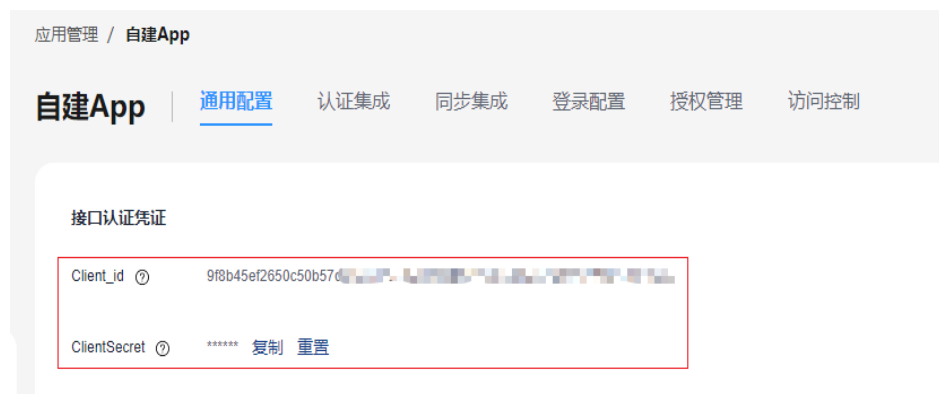 应用管理 / 自建App
自建App 通用配置 认证集成 同步集成 登录配置 授权管理 访问控制
接口认证凭证
Client_id ?
9f8b45ef2650c50b57
ClientSecret ? ****** 复制 重置